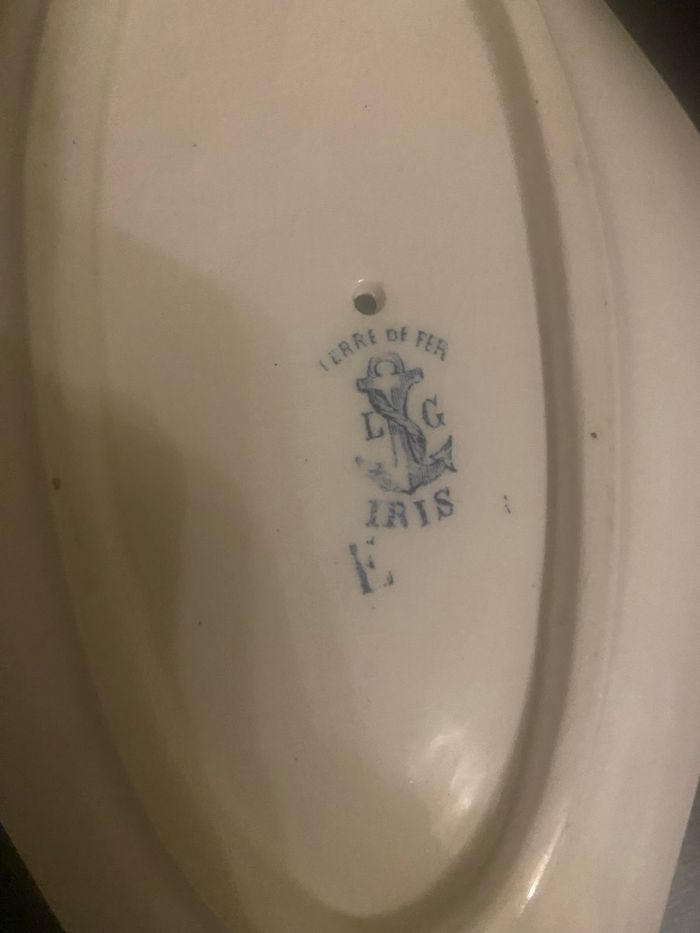 TERRE DE FER
L G
IRIS
E